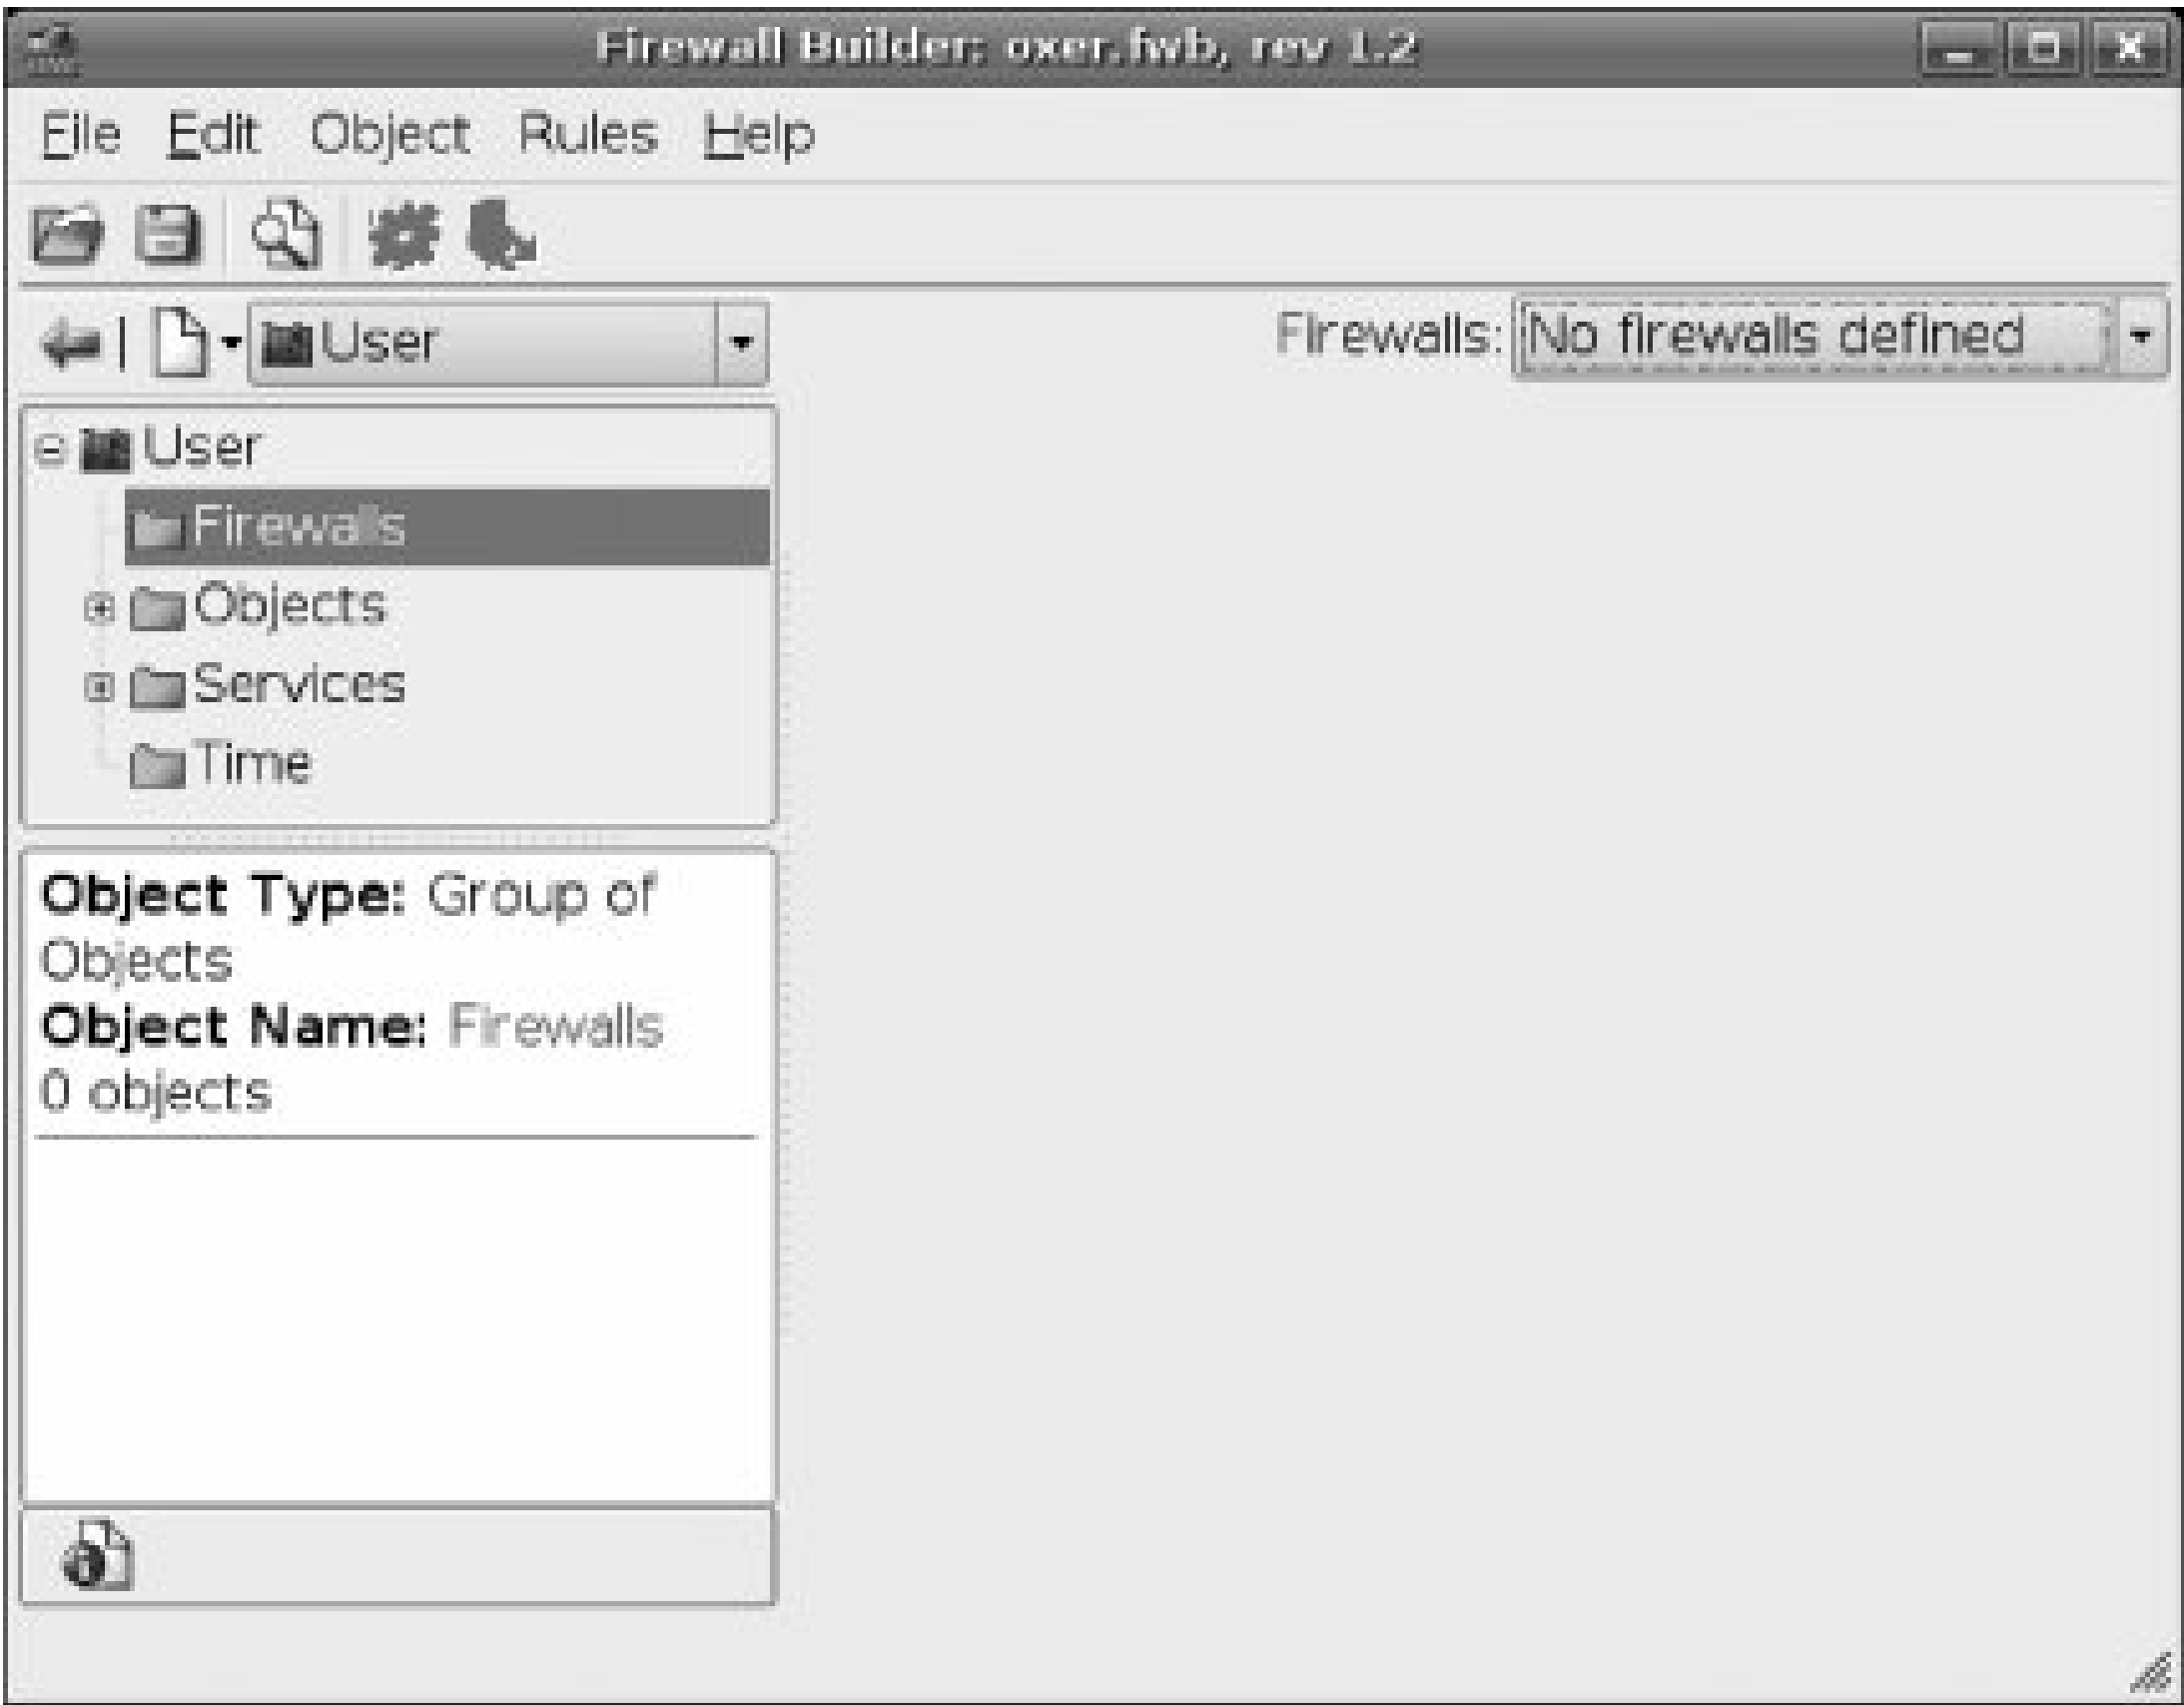 Firewall Builder: oxer.fwb, rev 1.2
File Edit Object Rules Help
User
Firewalls: No firewalls defined
User
Firewalls
Objects
Services
Time
Object Type: Group of
Objects
Object Name: Firewalls
0 objects